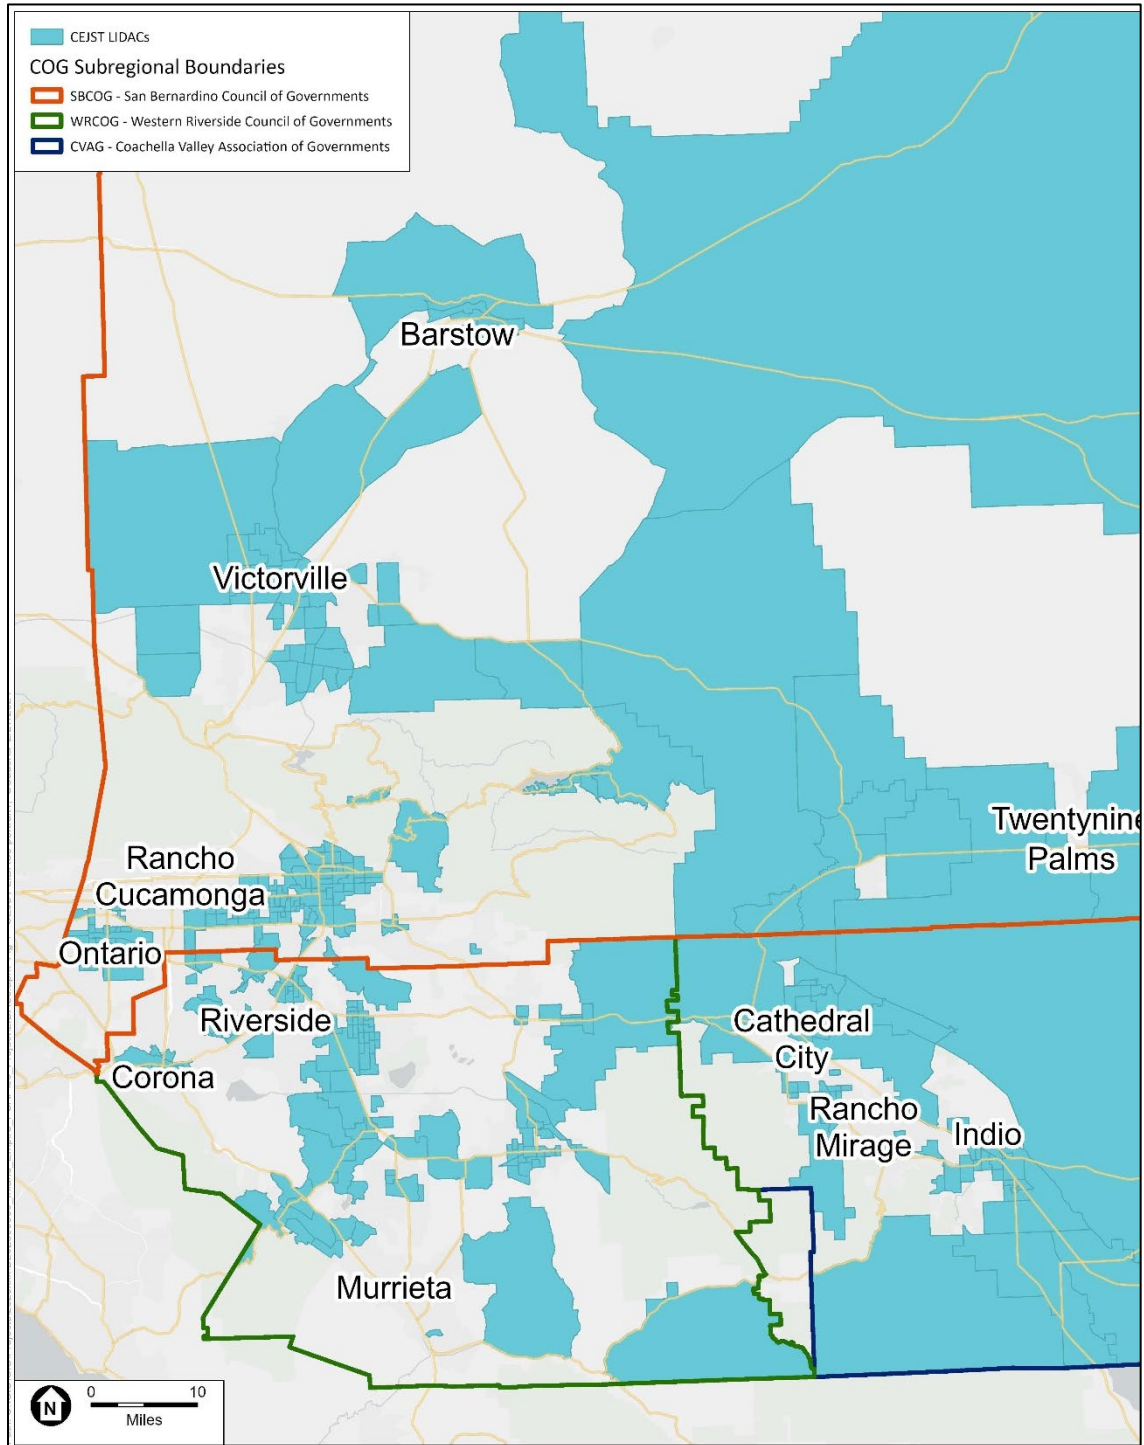 CEJST LIDACs
COG Subregional Boundaries
SBCOG - San Bernardino Council of Governments
WRCOG - Western Riverside Council of Governments
CVAG - Coachella Valley Association of Governments
Barstow
Victorville
Twentynine
Palms
Rancho
Cucamonga
Ontario
Riverside
Cathedral
City
Corona
Rancho
Mirage
Indio
Murrieta
N
0 10
Miles